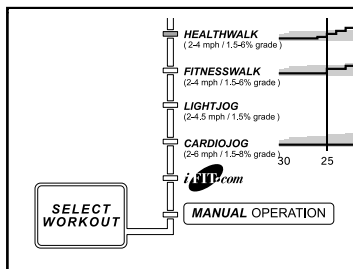 HEALTHWALK
( 2-4 mph / 1.5-6% grade )
FITNESSWALK
( 2-4 mph / 1.5-6% grade )
LIGHTJOG
( 2-4.5 mph / 1.5% grade )
CARDIOJOG
( 2-6 mph / 1.5-8% grade )
30 25
iFIT.com
SELECT
WORKOUT
MANUAL OPERATION